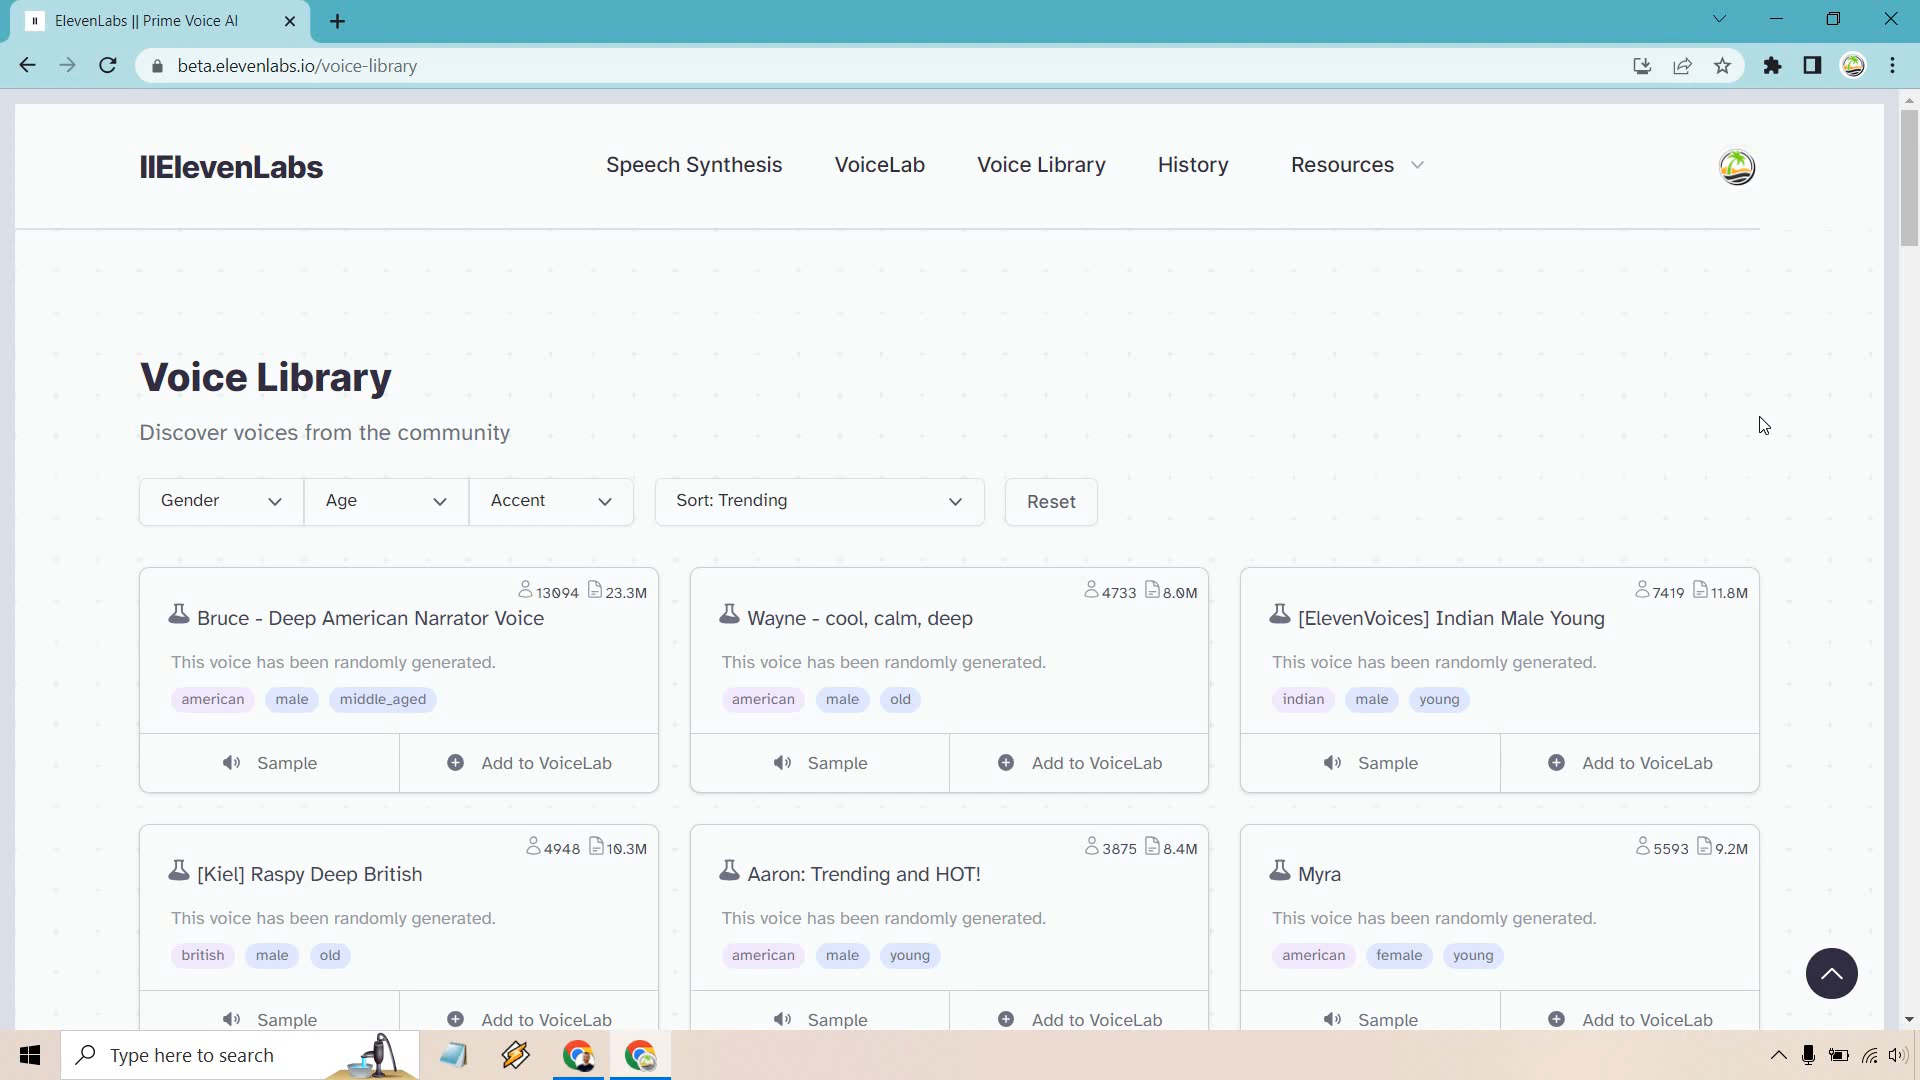 ElevenLabs || Prime Voice AI
beta.elevenlabs.io/voice-library
IIElevenLabs
Speech Synthesis
VoiceLab
Voice Library
History
Resources
Voice Library
Discover voices from the community
Gender
Age
Accent
Sort: Trending
Reset
13094 23.3M
Bruce - Deep American Narrator Voice
This voice has been randomly generated.
american male middle_aged
Sample
Add to VoiceLab
4733 8.0M
Wayne - cool, calm, deep
This voice has been randomly generated.
american male old
Sample
Add to VoiceLab
7419 11.8M
[ElevenVoices] Indian Male Young
This voice has been randomly generated.
indian male young
Sample
Add to VoiceLab
4948 10.3M
[Kiel] Raspy Deep British
This voice has been randomly generated.
british male old
Sample
Add to VoiceLab
3875 8.4M
Aaron: Trending and HOT!
This voice has been randomly generated.
american male young
Sample
Add to VoiceLab
5593 9.2M
Myra
This voice has been randomly generated.
american female young
Sample
Add to VoiceLab
Type here to search